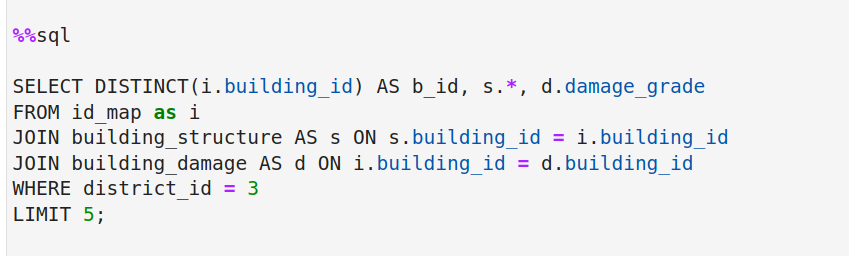 %%sql
SELECT DISTINCT(i.building_id) AS b_id, s.*, d.damage_grade
FROM id_map as i
JOIN building_structure AS s ON s.building_id = i.building_id
JOIN building_damage AS d ON i.building_id = d.building_id
WHERE district_id = 3
LIMIT 5;